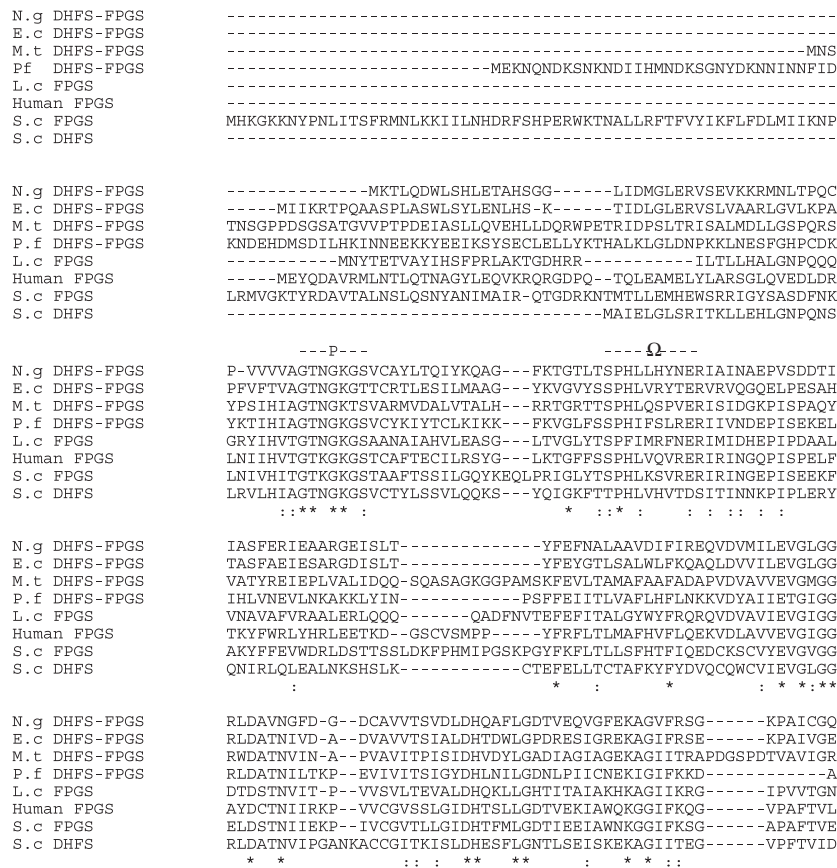 N.g DHFS-FPGS -------------------------------------------------------------
E.c DHFS-FPGS -------------------------------------------------------------
M.t DHFS-FPGS ----------------------------------------------------------MNS
Pf DHFS-FPGS --------------------------MEKNQNDKSNKNDIIHMNDKSGNYDKNNINNFID
L.c FPGS -------------------------------------------------------------
Human FPGS -------------------------------------------------------------
S.c FPGS MHKGKKNYPNLITSFRMNLKKIILNHDRFSHPERWKTNALLRFTFVYIKFLFDLMIIKNP
S.c DHFS -------------------------------------------------------------
N.g DHFS-FPGS --------------MKTLQDWLSHLETAHSGG------LIDMGLERVSEVKKRMNLTPQC
E.c DHFS-FPGS -----MIIKRTPQAASPLASWLSYLENLHS-K------TIDLGLERVSLVAARLGVLKPA
M.t DHFS-FPGS TNSGPPDSGSATGVVPTPDEIASLLQVEHLLDQRWPETRIDPSLTRISALMDLLGSPQRS
P.f DHFS-FPGS KNDEHDMSDILHKINNEEKKYEEIKSYSECLELLYKTHALKLGLDNPKKLNESFGHPCDK
L.c FPGS -----------MNYTETVAYIHSFPRLAKTGDHRR-------ILTLLHALGNPQQQ
Human FPGS -----MEYQDAVRMLNTLQTNAGYLEQVKRQRGDPQ--TQLEAMELYLARSGLQVEDLDR
S.c FPGS LRMVGKTYRDAVTALNSLQSNYANIMAIR-QTGDRKNTMTLLEMHEWSRRIGYSASDFNK
S.c DHFS -------------------------------------MAIELGLSRITKLLEHLGNPQNS
---P--- -----Ω----
N.g DHFS-FPGS P-VVVVAGTNGKGSVCAYLTQIYKQAG---FKTGTLTSPHLLHYNERIAINAEPVSDDTI
E.c DHFS-FPGS PFVFTVAGTNGKGTTCRTLESILMAAG---YKVGVYSSPHLVRYTERVRVQGQELPESAH
M.t DHFS-FPGS YPSIHIAGTNGKTSVARMVDALVTALH---RRTGRTTSPHLQSPVERISIDGKPISPAQY
P.f DHFS-FPGS YKTIHIAGTNGKGSVCYKIYTCLKIKK---FKVGLFSSPHIFSLRERIIVNDEPISEKEL
L.c FPGS GRYIHVTGTNGKGSAANAIAHVLEASG---LTVGLYTSPFIMRFNERIMIDHEPIPDAAL
Human FPGS LNIIHVTGTNGKGSTCAFTECILRSYG---LKTGFFSSPHLVQVRERIRINGQPISPELF
S.c FPGS LNIVHITGTKGKGSTAAFTSSILGQYKEQLPRIGLYTSPHLKSVRERIRINGEPISEEKF
S.c DHFS LRVLHIAGTNGKGSVCTYLSSVLQQKS---YQIGKFTTPHLVHVTDSITINNKPIPLERY
::** ** : * ::* : : : :: : :
N.g DHFS-FPGS IASFERIEAARGEISLT--------------YFEFNALAAVDIFIREQVDVMILEVGLGG
E.c DHFS-FPGS TASFAEIESARGDISLT--------------YFEYGTLSALWLFKQAQLDVVILEVGLGG
M.t DHFS-FPGS VATYREIEPLVALIDQQ-SQASAGKGGPAMSKFEVLTAMAFAAFADAPVDVAVVEVGMGG
P.f DHFS-FPGS IHLVNEVLNKAKKLYIN------------PSFFEIITLVAFLHFLNKKVDYAIIETGIGG
L.c FPGS VNAVAFVRAALERLQQQ-------QADFNVTEFEFITALGYWYFRQRQVDVAVIEVGIGG
Human FPGS TKYFWRLYHRLEETKD--GSCVSMPP-----YFRFLTLMAFHVFLQEKVDLAVVEVGIGG
S.c FPGS AKYFFEVWDRLDSTTSSLDKFPHMIPGSKPGYFKFLTLLSFHTFIQEDCKSCVYEVGVGG
S.c DHFS QNIRLQLEALNKSHSLK------------CTEFELLTCTAFKYFYDVQCQWCVIEVGLGG
: * : * : * *:**
N.g DHFS-FPGS RLDAVNGFD-G--DCAVVTSVDLDHQAFLGDTVEQVGFEKAGVFRSG------KPAICGQ
E.c DHFS-FPGS RLDATNIVD-A--DVAVVTSIALDHTDWLGPDRESIGREKAGIFRSE------KPAIVGE
M.t DHFS-FPGS RWDATNVIN-A--PVAVITPISIDHVDYLGADIAGIAGEKAGIITRAPDGSPDTVAVIGR
P.f DHFS-FPGS RLDATNILTKP--EVIVITSIGYDHLNILGDNLPIICNEKIGIFKKD------------A
L.c FPGS DTDSTNVIT-P--VVSVLTEVALDHQKLLGHTITAIAKHKAGIIKRG------IPVVTGN
Human FPGS AYDCTNIIRKP--VVCGVSSLGIDHTSLLGDTVEKIAWQKGGIFKQG------VPAFTVL
S.c FPGS ELDSTNIIEKP--IVCGVTLLGIDHTFMLGDTIEEIAWNKGGIFKSG------APAFTVE
S.c DHFS RLDATNVIPGANKACCGITKISLDHESFLGNTLSEISKEKAGIITEG------VPFTVID
* * :: : ** ** : * *::